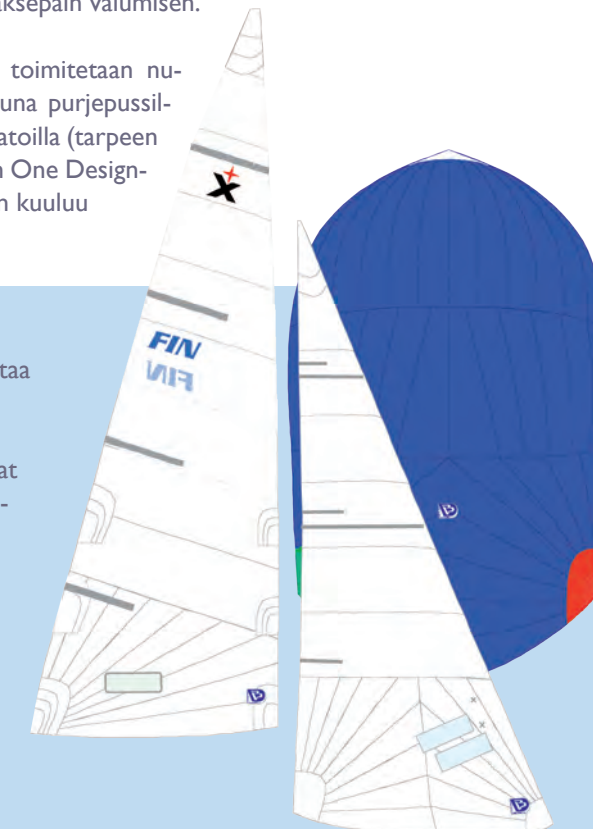 aksepäin valumisen.
toimitetaan nu-
una purjepussil-
atoilla (tarpeen
n One Design-
n kuuluu
taa
at
-
X
FIN
FIN